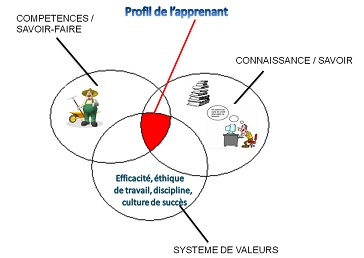 Profil de l'apprenant
COMPETENCES /
SAVOIR-FAIRE
CONNAISSANCE / SAVOIR
Efficacité, éthique
de travail, discipline,
culture de succès
SYSTEME DE VALEURS